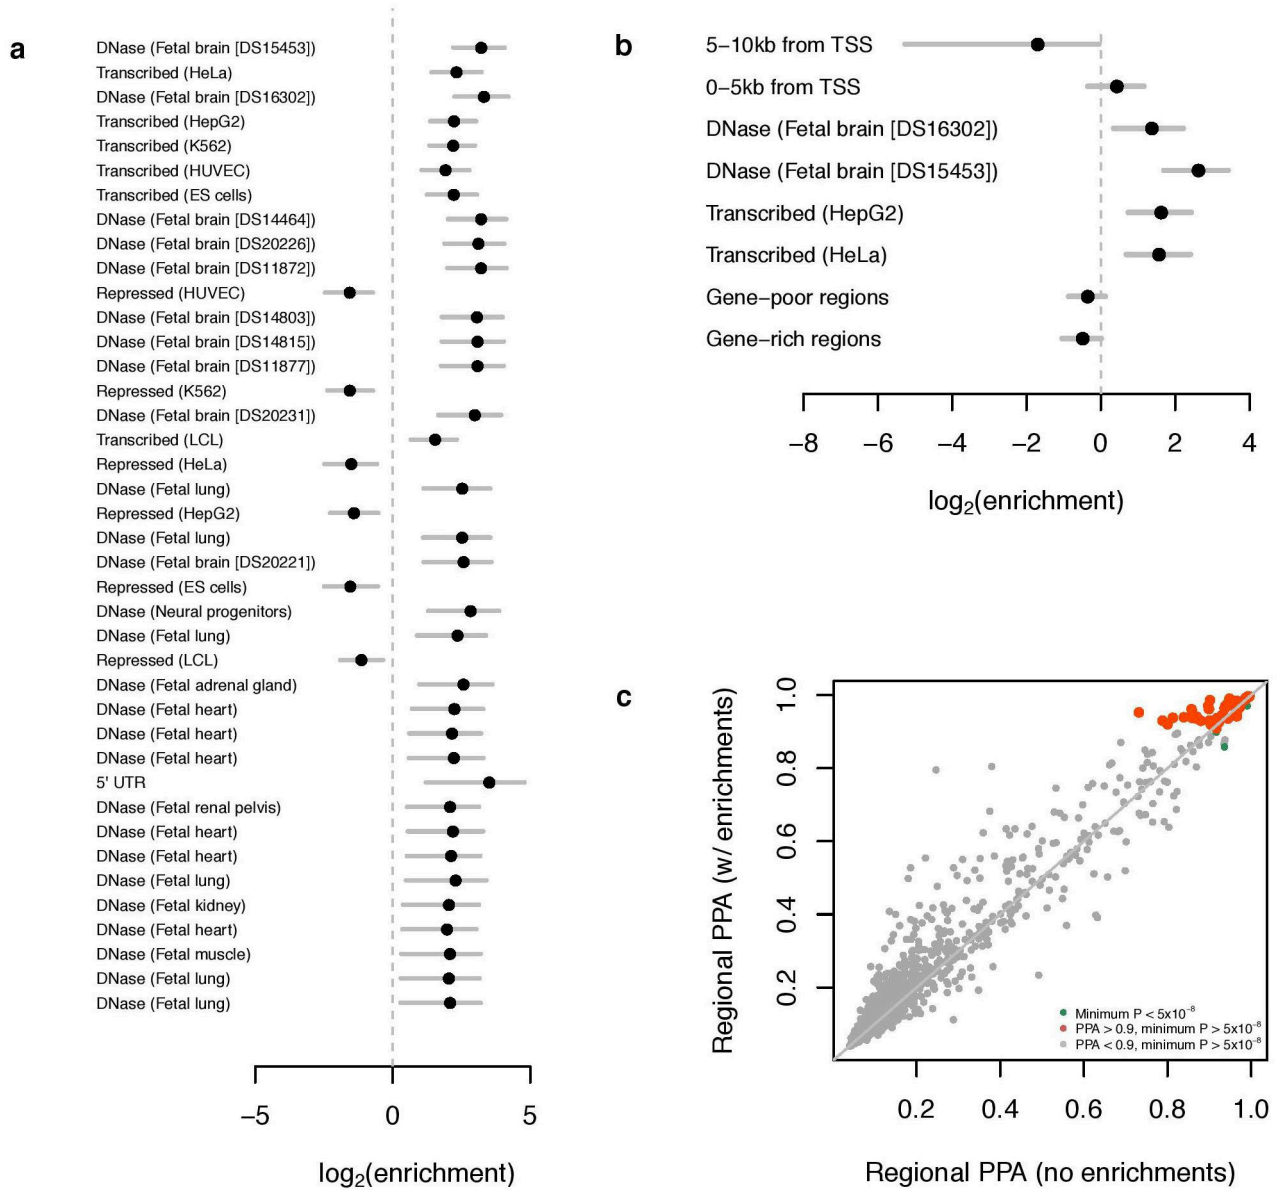 a
DNase (Fetal brain [DS15453])
Transcribed (HeLa)
DNase (Fetal brain [DS16302])
Transcribed (HepG2)
Transcribed (K562)
Transcribed (HUVEC)
Transcribed (ES cells)
DNase (Fetal brain [DS14464])
DNase (Fetal brain [DS20226])
DNase (Fetal brain [DS11872])
Repressed (HUVEC)
DNase (Fetal brain [DS14803])
DNase (Fetal brain [DS14815])
DNase (Fetal brain [DS11877])
Repressed (K562)
DNase (Fetal brain [DS20231])
Transcribed (LCL)
Repressed (HeLa)
DNase (Fetal lung)
Repressed (HepG2)
DNase (Fetal lung)
DNase (Fetal brain [DS20221])
Repressed (ES cells)
DNase (Neural progenitors)
DNase (Fetal lung)
Repressed (LCL)
DNase (Fetal adrenal gland)
DNase (Fetal heart)
DNase (Fetal heart)
DNase (Fetal heart)
5' UTR
DNase (Fetal renal pelvis)
DNase (Fetal heart)
DNase (Fetal heart)
DNase (Fetal lung)
DNase (Fetal kidney)
DNase (Fetal heart)
DNase (Fetal muscle)
DNase (Fetal lung)
DNase (Fetal lung)
−5 0 5
log₂(enrichment)
b
5−10kb from TSS
0−5kb from TSS
DNase (Fetal brain [DS16302])
DNase (Fetal brain [DS15453])
Transcribed (HepG2)
Transcribed (HeLa)
Gene−poor regions
Gene−rich regions
−8 −6 −4 −2 0 2 4
log₂(enrichment)
c
Regional PPA (w/ enrichments)
1.0
0.8
0.6
0.4
0.2
Minimum P < 5x10⁻⁸
PPA > 0.9, minimum P > 5x10⁻⁸
PPA < 0.9, minimum P > 5x10⁻⁸
0.2 0.4 0.6 0.8 1.0
Regional PPA (no enrichments)